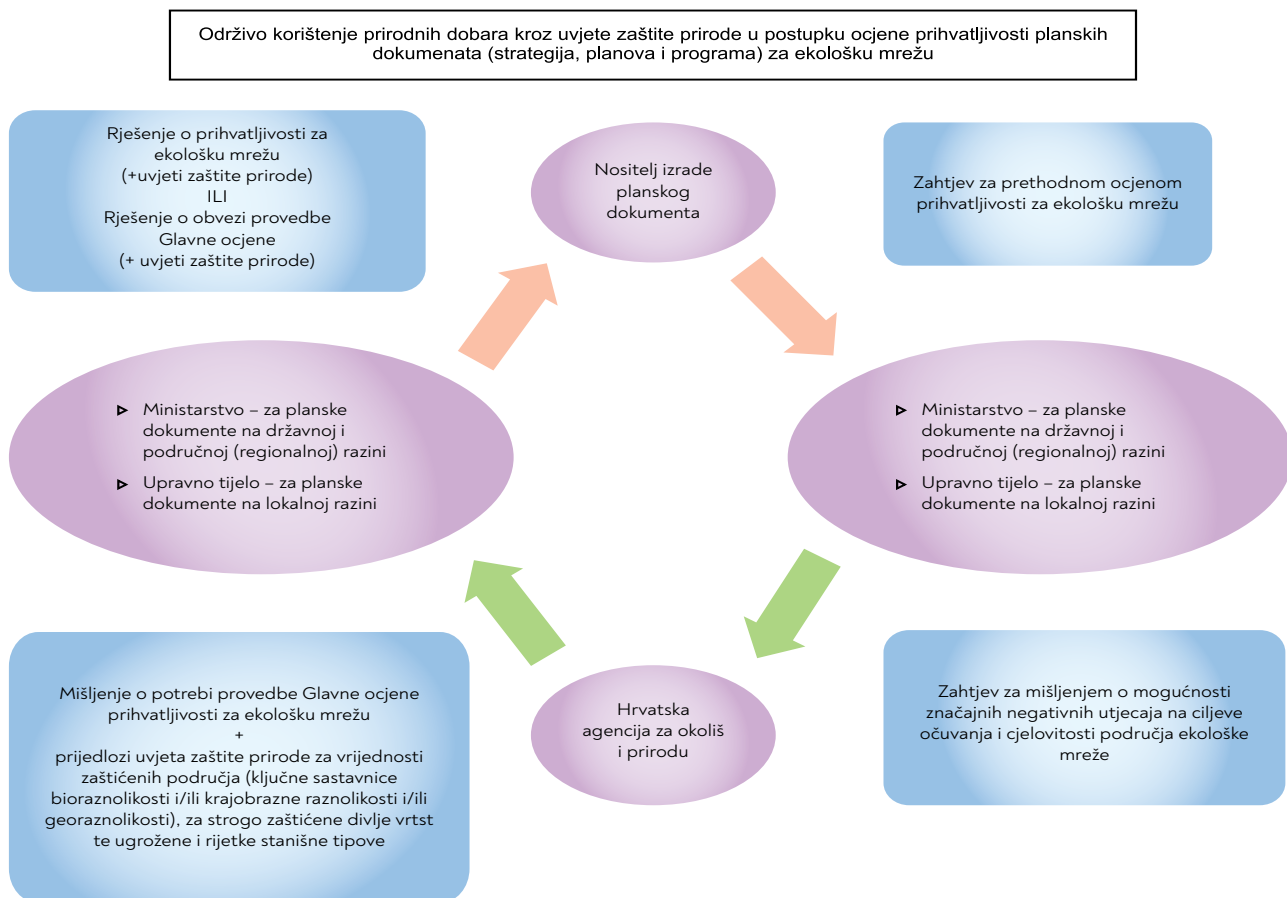 Održivo korištenje prirodnih dobara kroz uvjete zaštite prirode u postupku ocjene prihvatljivosti planskih
dokumenata (strategija, planova i programa) za ekološku mrežu
Rješenje o prihvatljivosti za
ekološku mrežu
(+uvjeti zaštite prirode)
ILI
Rješenje o obvezi provedbe
Glavne ocjene
(+ uvjeti zaštite prirode)
Nositelj izrade
planskog
dokumenta
Zahtjev za prethodnom ocjenom
prihvatljivosti za ekološku mrežu
Ministarstvo – za planske
dokumente na državnoj i
područnoj (regionalnoj) razini
Upravno tijelo – za planske
dokumente na lokalnoj razini
Ministarstvo – za planske
dokumente na državnoj i
područnoj (regionalnoj) razini
Upravno tijelo – za planske
dokumente na lokalnoj razini
Mišljenje o potrebi provedbe Glavne ocjene
prihvatljivosti za ekološku mrežu
+
prijedlozi uvjeta zaštite prirode za vrijednosti
zaštićenih područja (ključne sastavnice
bioraznolikosti i/ili krajobrazne raznolikosti i/ili
georaznolikosti), za strogo zaštićene divlje vrtst
te ugrožene i rijetke stanišne tipove
Hrvatska
agencija za okoliš
i prirodu
Zahtjev za mišljenjem o mogućnosti
značajnih negativnih utjecaja na ciljeve
očuvanja i cjelovitosti područja ekološke
mreže